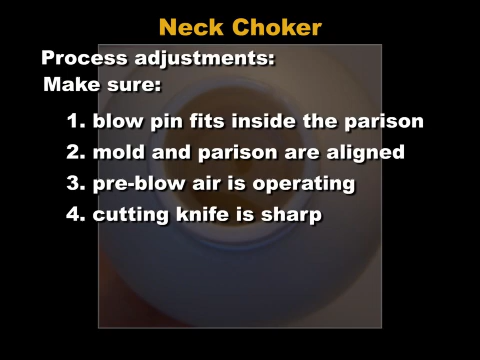 Neck Choker
Process adjustments:
Make sure:
1. blow pin fits inside the parison
2. mold and parison are aligned
3. pre-blow air is operating
4. cutting knife is sharp